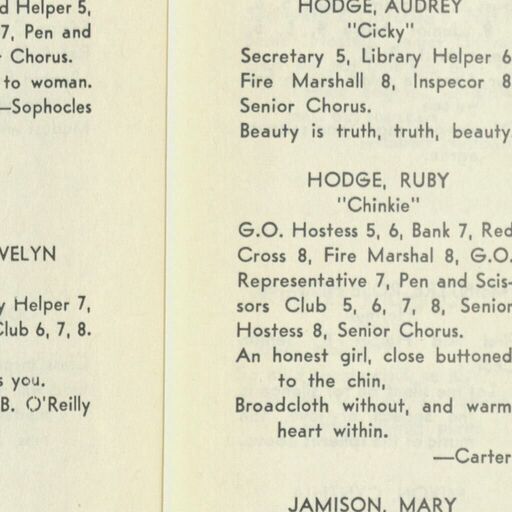 d Helper 5,
7, Pen and
Chorus.
to woman.
—Sophocles
VELYN
y Helper 7,
Club 6, 7, 8.
s you.
B. O'Reilly
HODGE, AUDREY
"Cicky"
Secretary 5, Library Helper 6
Fire Marshall 8, Inspecor 8
Senior Chorus.
Beauty is truth, truth, beauty
HODGE, RUBY
"Chinkie"
G.O. Hostess 5, 6, Bank 7, Red
Cross 8, Fire Marshal 8, G.O.
Representative 7, Pen and Scis-
sors Club 5, 6, 7, 8, Senior
Hostess 8, Senior Chorus.
An honest girl, close buttoned
to the chin,
Broadcloth without, and warm
heart within.
—Carter
JAMISON, MARY